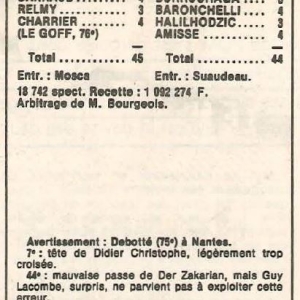 RELMY .......... 3 BARONCHELLI .... 4
CHARRIER ....... 4 HALILHODZIC .... 4
(LE GOFF, 76e) AMISSE .......... 4
Total ............ 45 Total ............ 44
Entr. : Mosca Entr. : Suaudeau.
18 742 spect. Recette : 1 092 274 F.
Arbitrage de M. Bourgeois.
Avertissement : Debotté (75e) à Nantes.
7e : tête de Didier Christophe, légèrement trop
croisée.
44e : mauvaise passe de Der Zakarian, mais Guy
Lacombe, surpris, ne parvient pas à exploiter cette
erreur.